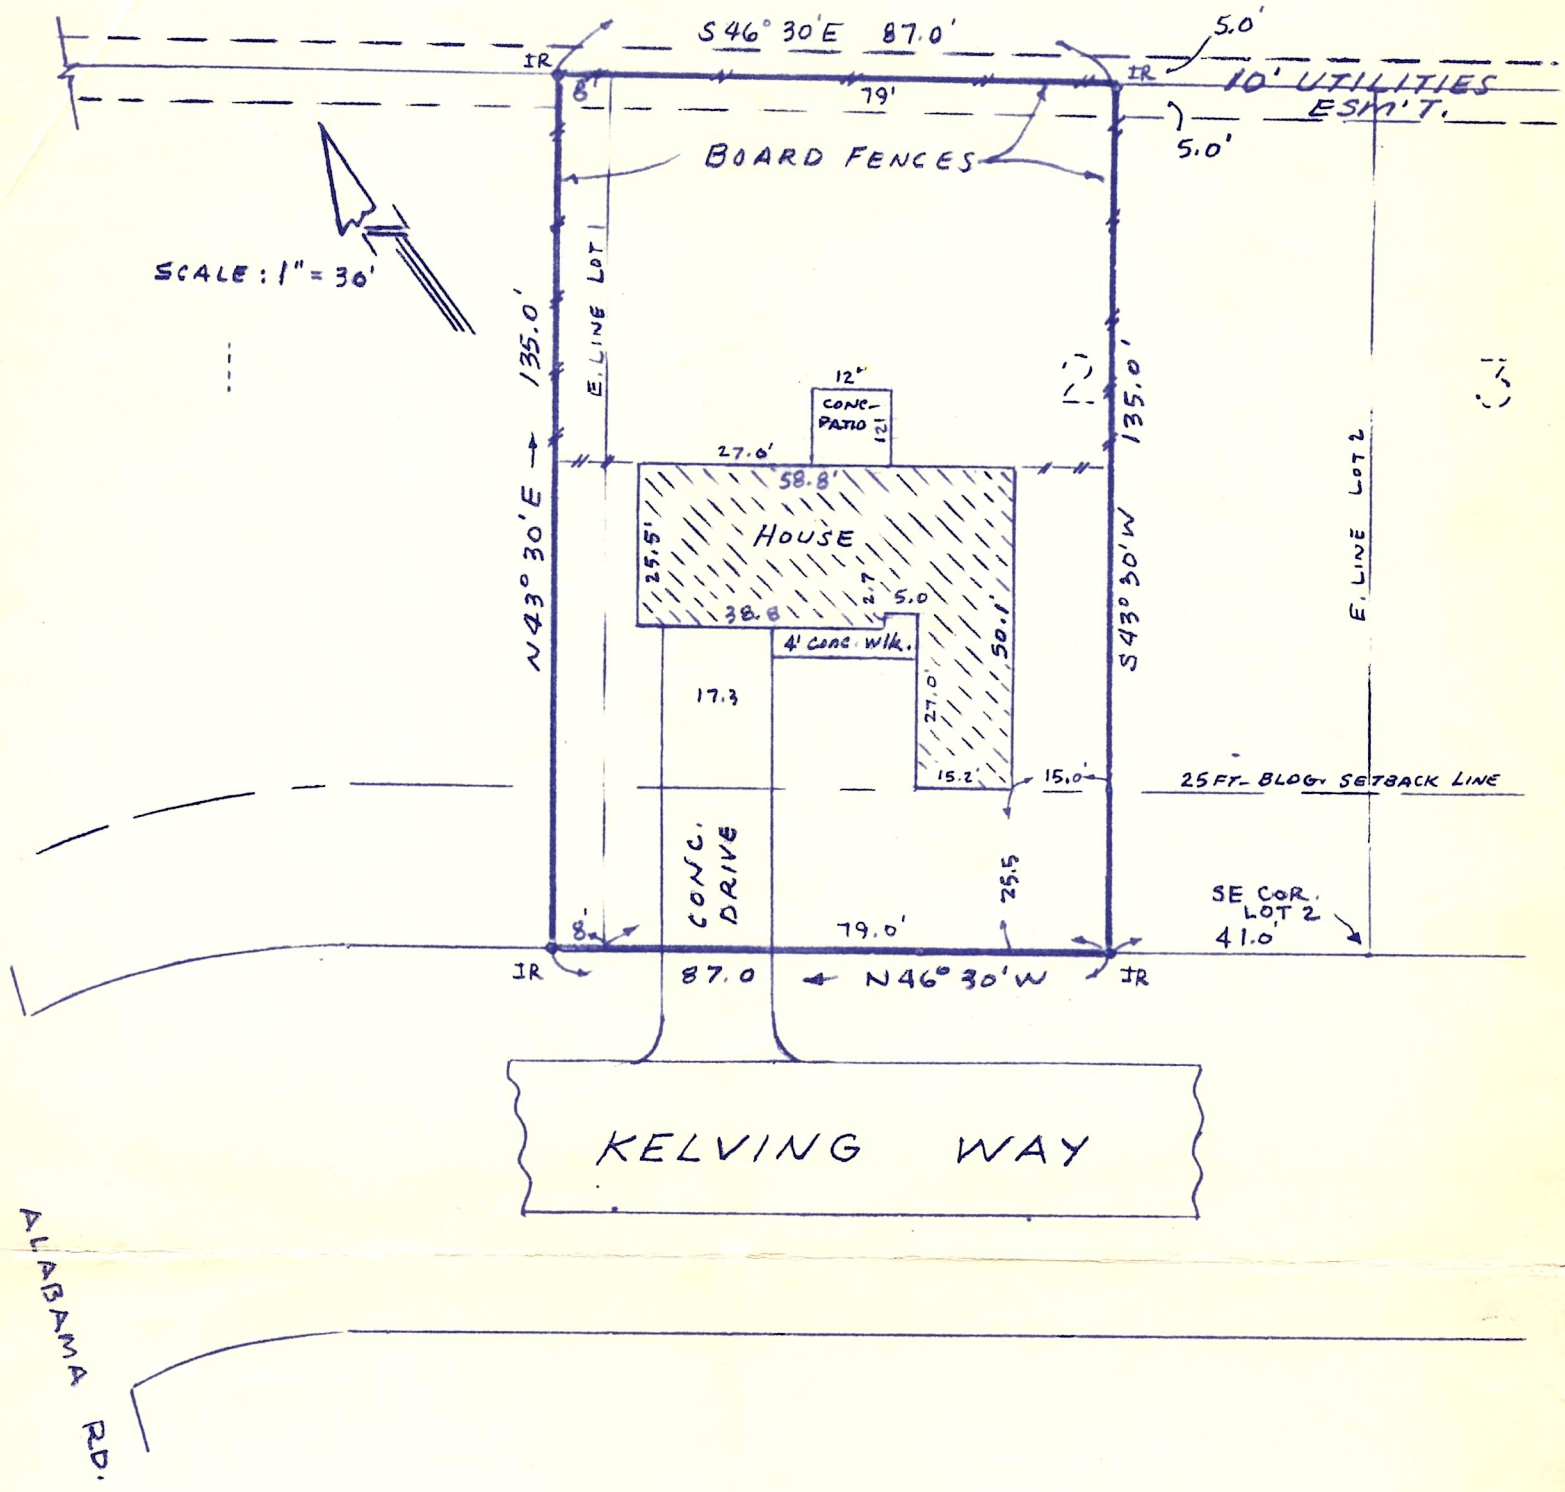 S 46° 30' E 87.0'
5.0'
IR
IR
10' UTILITIES
ESM'T.
8'
79'
5.0'
BOARD FENCES
SCALE: 1" = 30'
E. LINE LOT 1
N 43° 30' E → 135.0'
12'
CONC-
PATIO
12'
2
S 43° 30' W 135.0'
3
E. LINE LOT 2
27.0'
58.8'
HOUSE
25.5'
38.8
2.7
5.0
50.1'
4' CONC. WLK.
17.3
27.0'
15.2'
15.0'
25 FT- BLDG. SETBACK LINE
CONC.
DRIVE
25.5
SE COR.
LOT 2
41.0'
8-
79.0'
IR
87.0 ← N 46° 30' W
IR
KELVING WAY
ALABAMA RD.